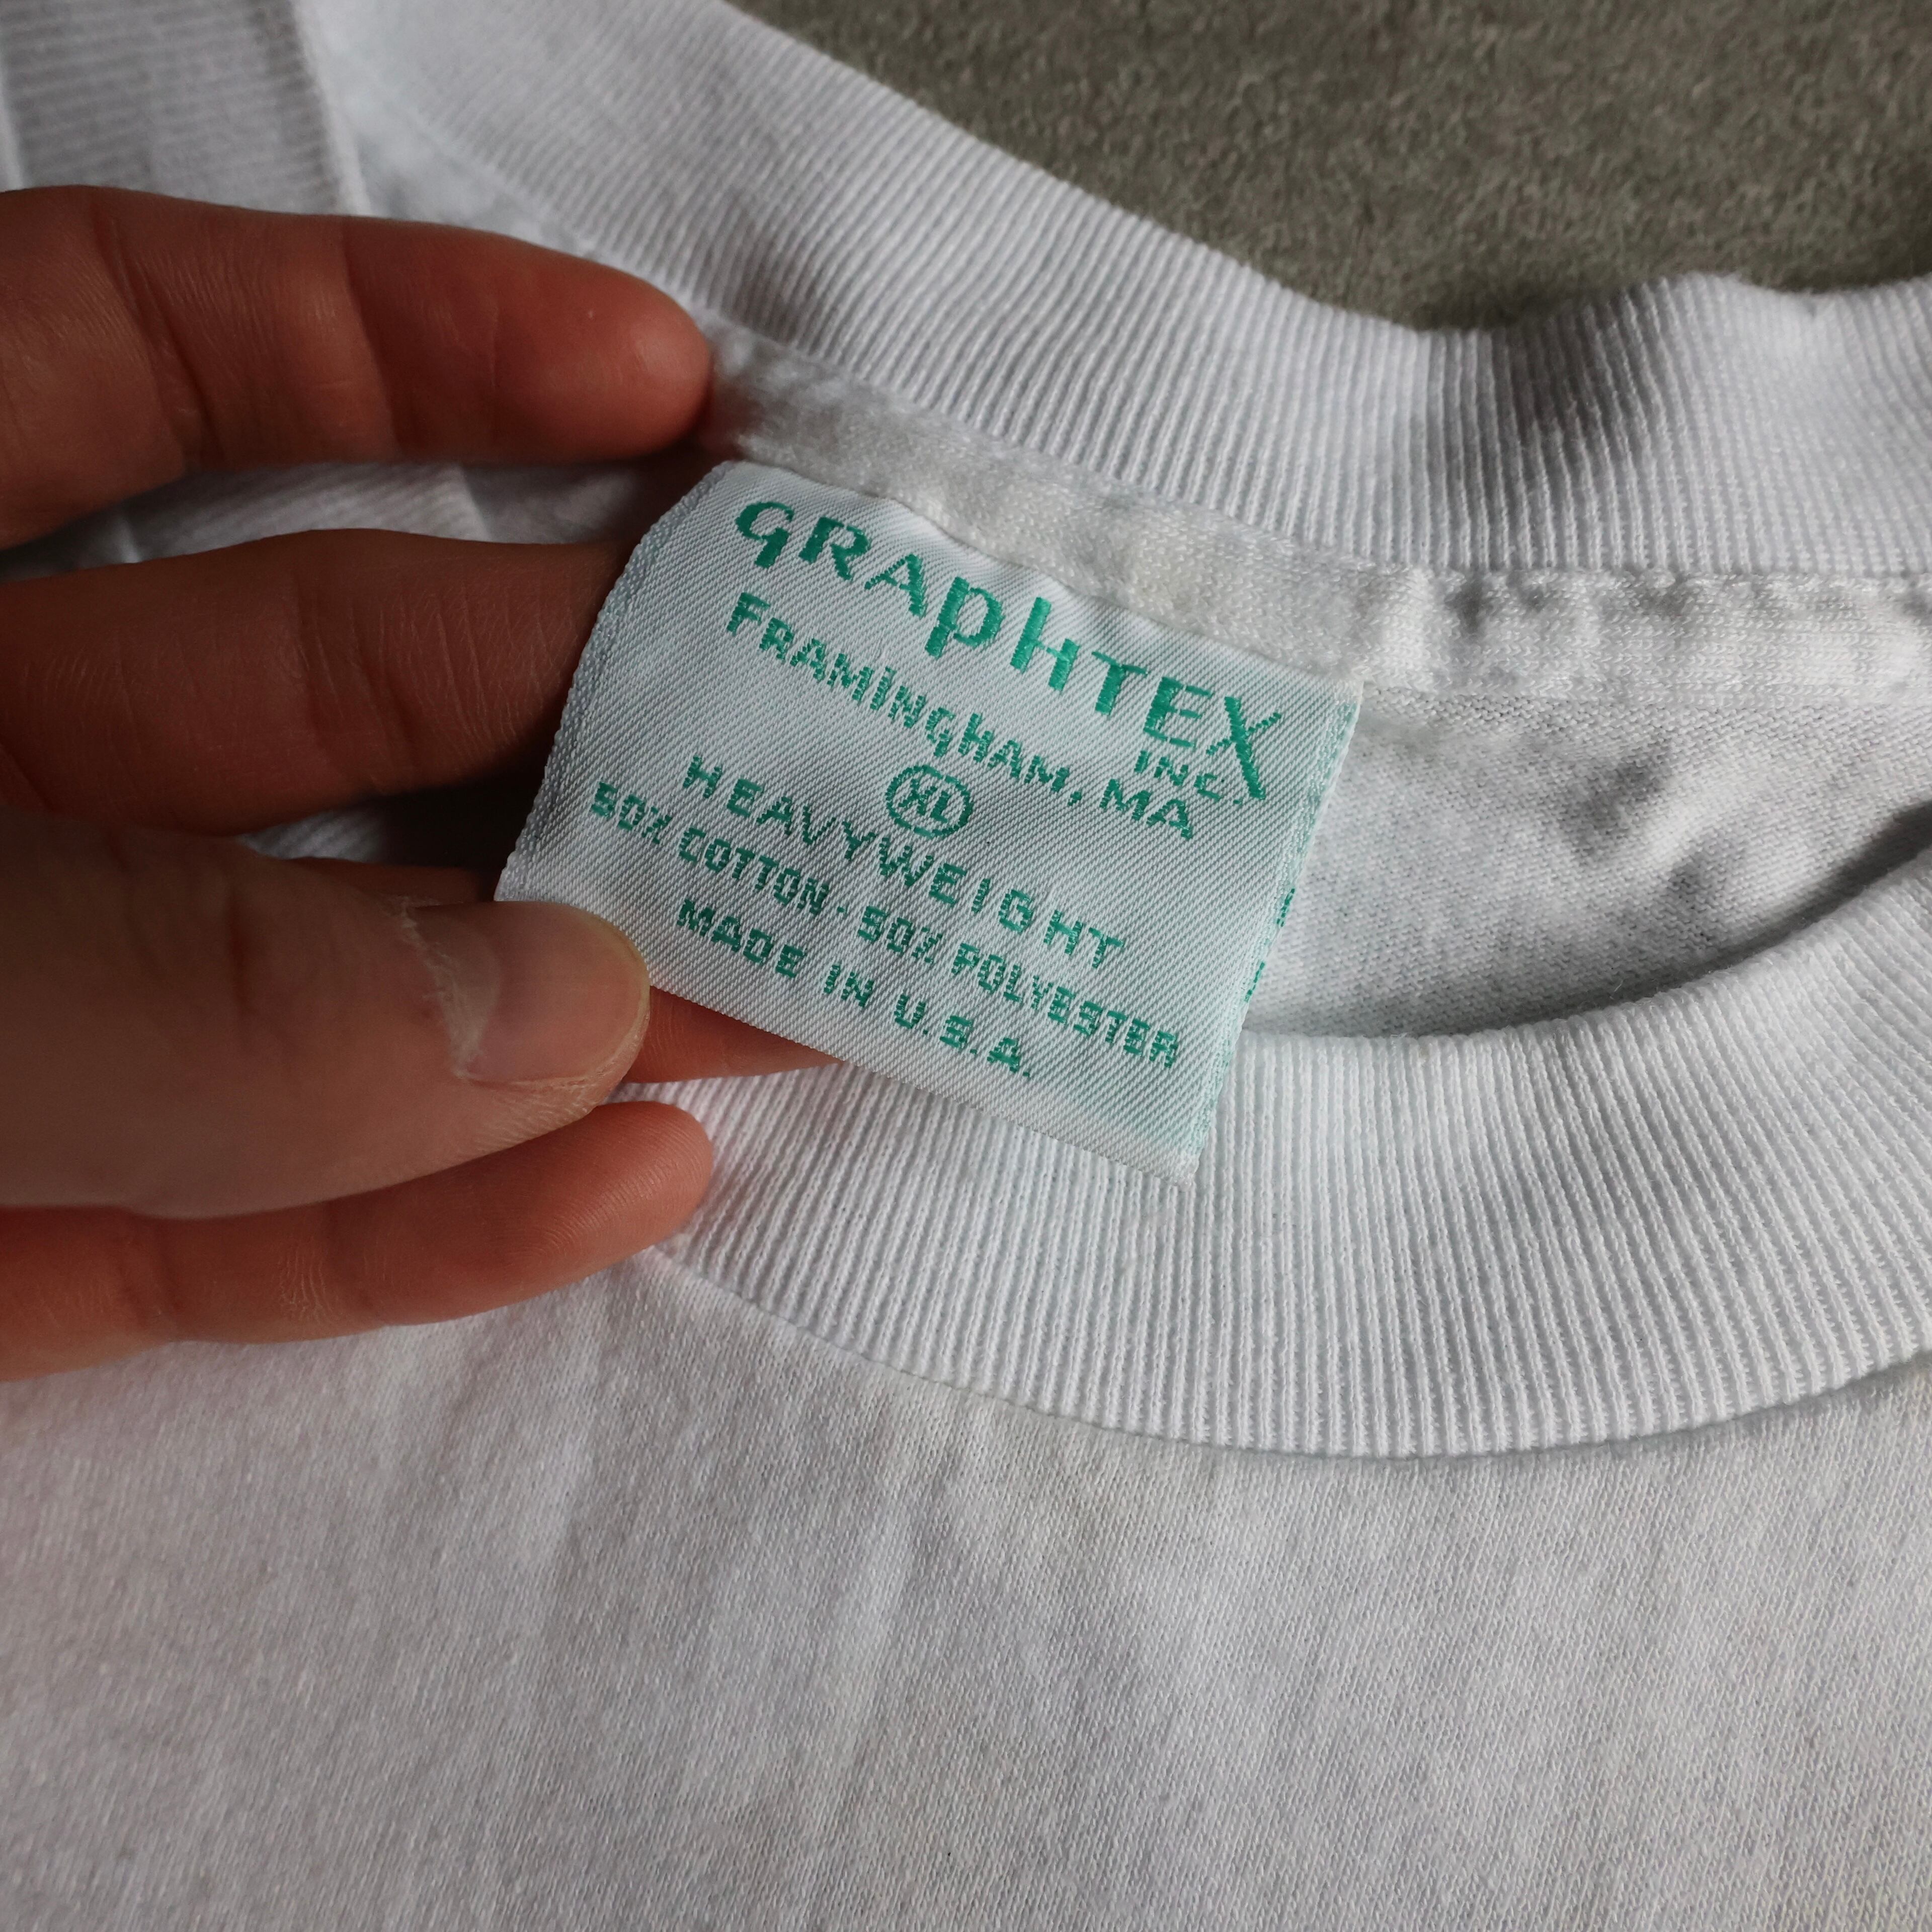 GRAPHTEX
INC.
FRAMINGHAM, MA
XL
HEAVYWEIGHT
50% COTTON-50% POLYESTER
MADE IN U.S.A.